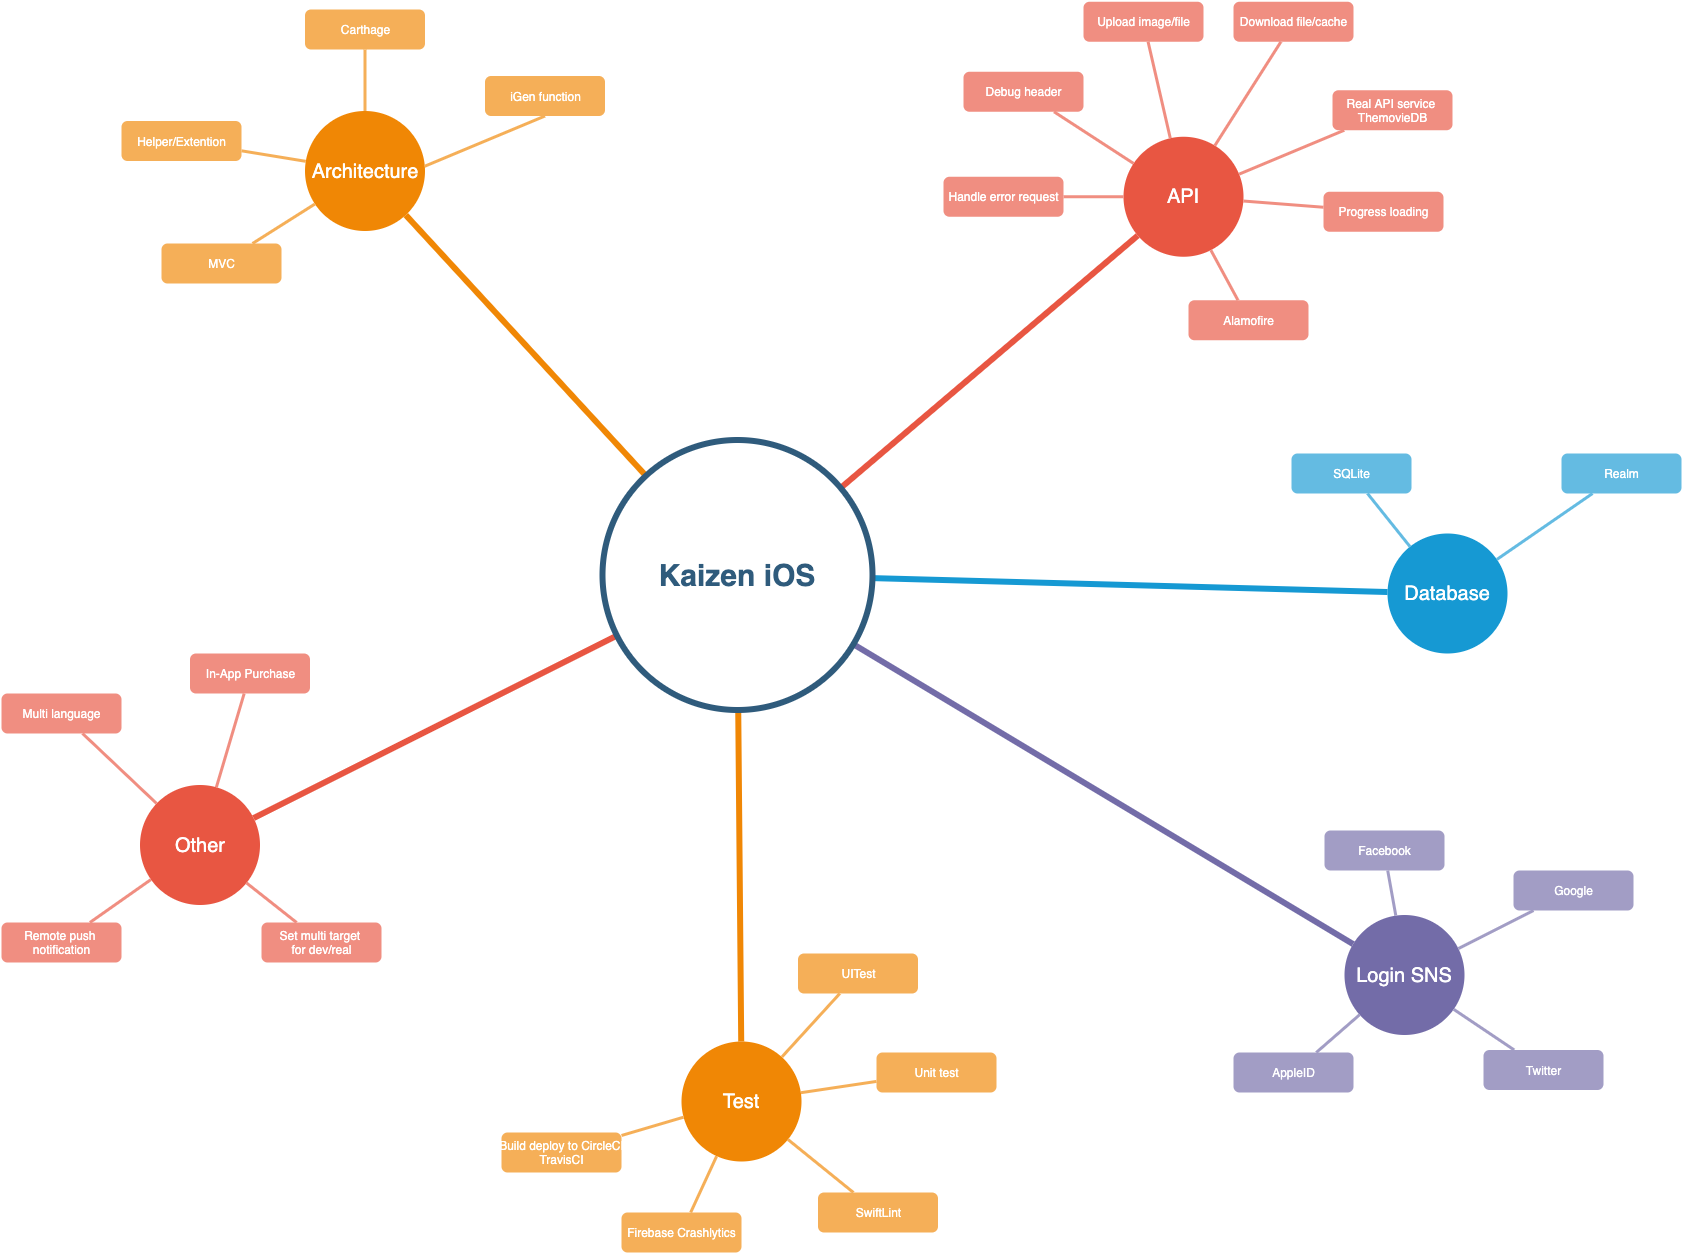 Carthage
iGen function
Helper/Extention
Architecture
MVC
Upload image/file
Download file/cache
Debug header
Real API service
ThemovieDB
Handle error request
API
Progress loading
Alamofire
SQLite
Realm
Kaizen iOS
Database
In-App Purchase
Multi language
Other
Remote push
notification
Set multi target
for dev/real
Facebook
Google
Login SNS
AppleID
Twitter
UITest
Unit test
Test
Build deploy to CircleC
TravisCI
SwiftLint
Firebase Crashlytics